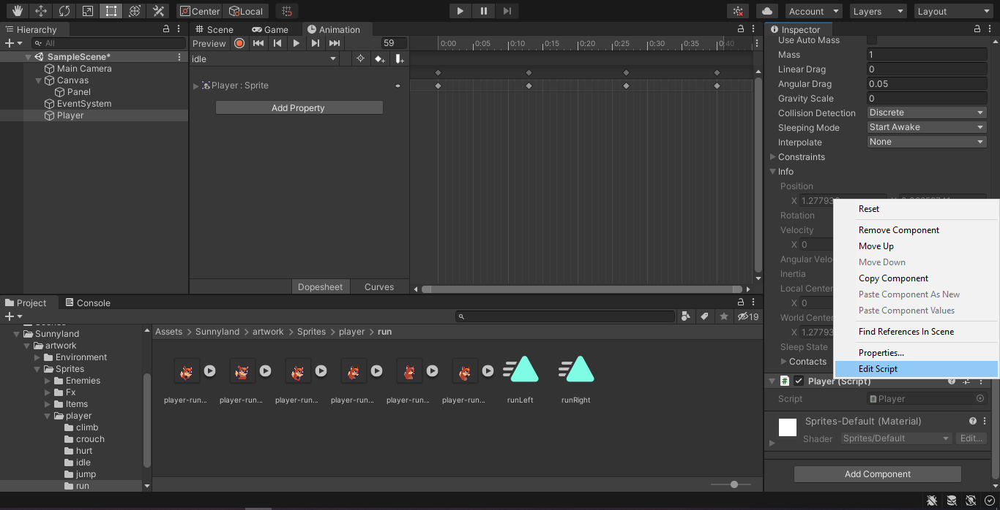 Center
Local
Account
Layers
Layout
Hierarchy
All
SampleScene*
Main Camera
Canvas
Panel
EventSystem
Player
Scene
Game
Animation
Preview
59
idle
Player : Sprite
Add Property
Dopesheet
Curves
0:00
0:05
0:10
0:15
0:20
0:25
0:30
0:35
0:40
Inspector
Use Auto Mass
Mass
1
Linear Drag
0
Angular Drag
0.05
Gravity Scale
0
Collision Detection
Discrete
Sleeping Mode
Start Awake
Interpolate
None
Constraints
Info
Position
X
Rotation
Velocity
X 0
Inertia
Local Center
X 0
World Center
Sleep State
Contacts
Reset
Remove Component
Move Up
Move Down
Copy Component
Paste Component As New
Paste Component Values
Find References In Scene
Properties...
Edit Script
Player (Script)
Script
Player
Sprites-Default (Material)
Shader
Sprites/Default
Edit...
Add Component
Project
Console
19
Sunnyland
artwork
Environment
Sprites
Enemies
Fx
Items
player
climb
crouch
hurt
idle
jump
run
Assets > Sunnyland > artwork > Sprites > player > run
player-run...
player-run...
player-run...
player-run...
player-run...
player-run...
runLeft
runRight